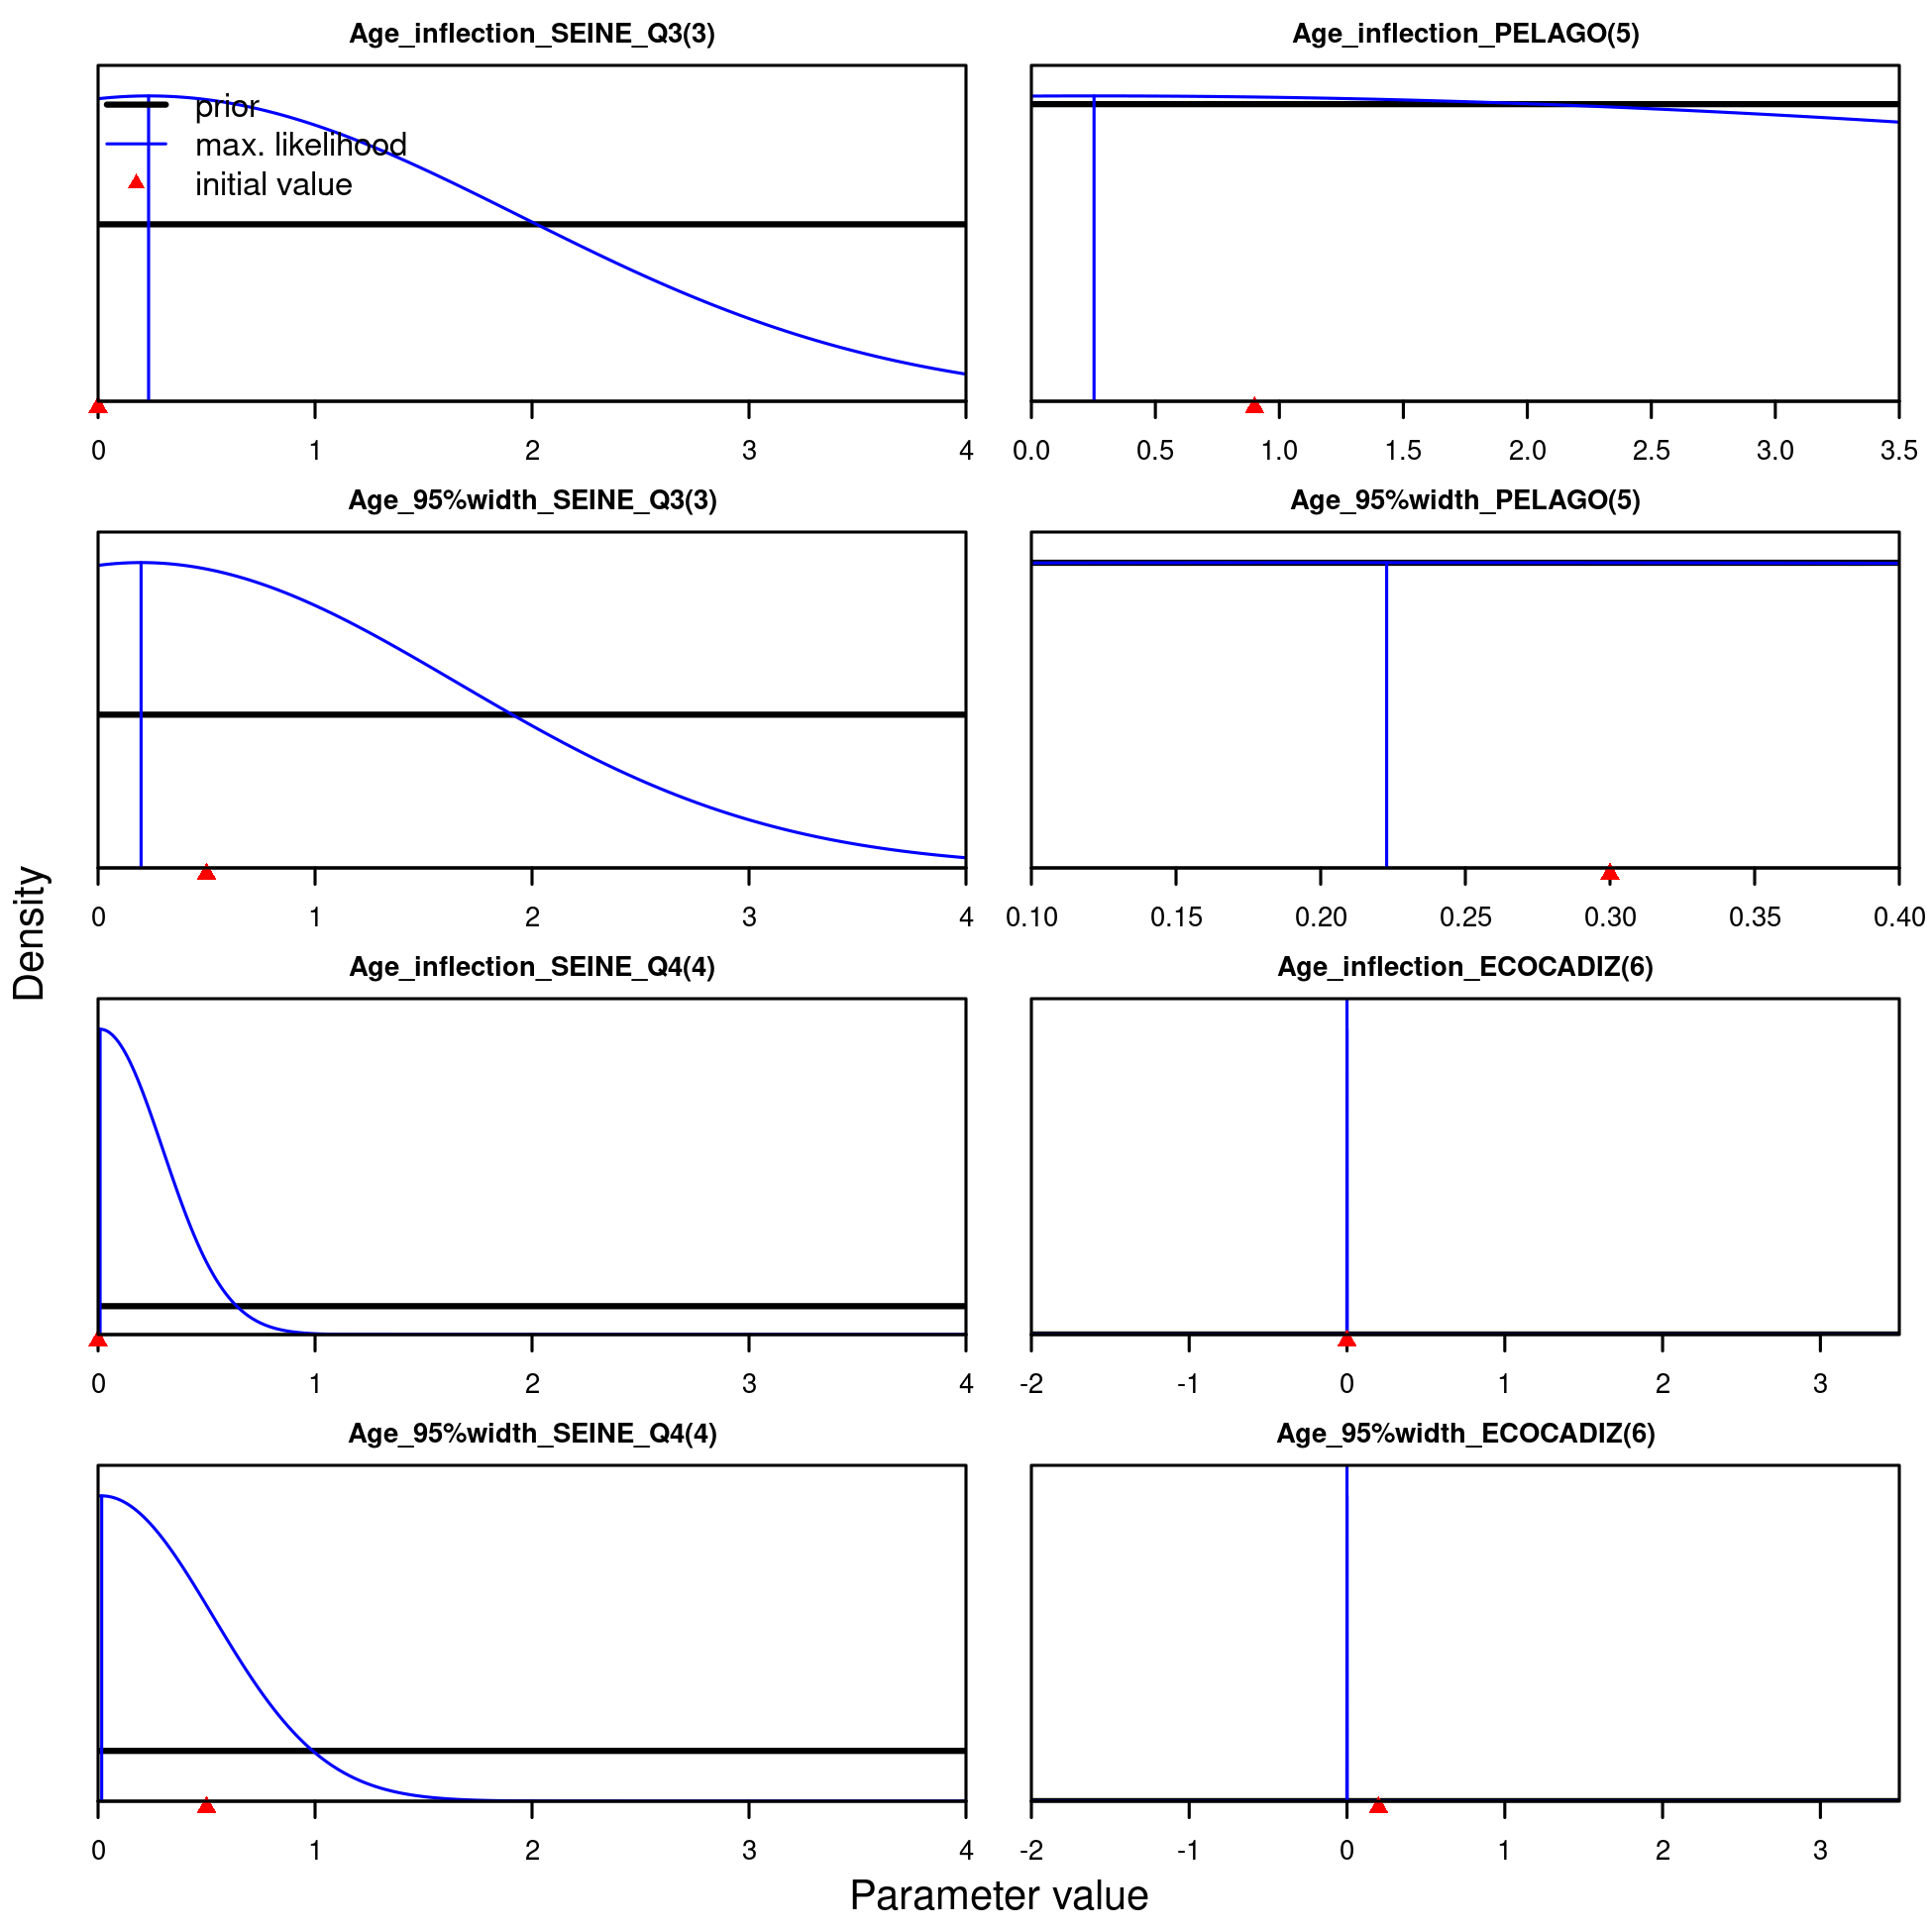 Age_inflection_SEINE_Q3(3)
prior
max. likelihood
initial value
0 1 2 3 4
Age_inflection_PELAGO(5)
0.0 0.5 1.0 1.5 2.0 2.5 3.0 3.5
Age_95%width_SEINE_Q3(3)
0 1 2 3 4
Age_95%width_PELAGO(5)
0.10 0.15 0.20 0.25 0.30 0.35 0.40
Age_inflection_SEINE_Q4(4)
0 1 2 3 4
Age_inflection_ECOCADIZ(6)
-2 -1 0 1 2 3
Age_95%width_SEINE_Q4(4)
0 1 2 3 4
Age_95%width_ECOCADIZ(6)
-2 -1 0 1 2 3
Density
Parameter value